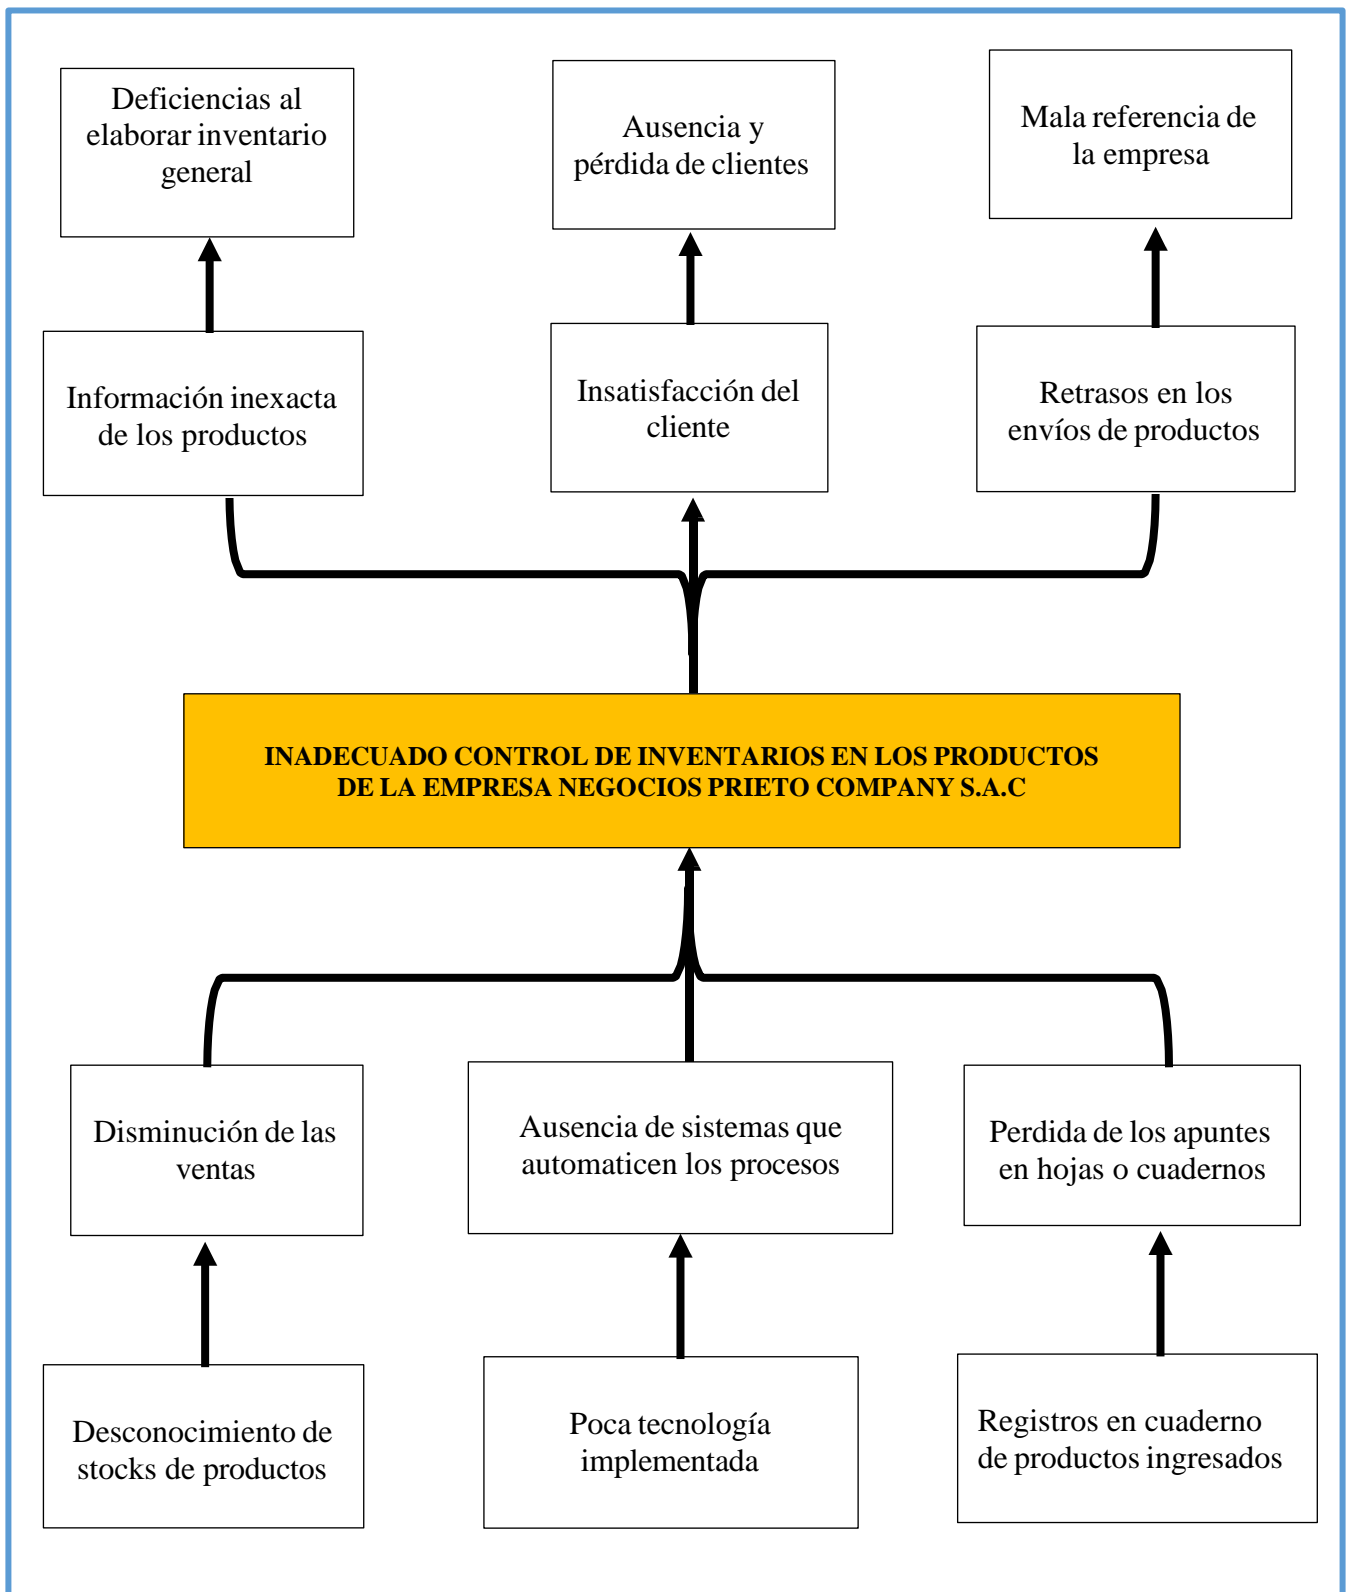 Deficiencias al
elaborar inventario
general
Ausencia y
pérdida de clientes
Mala referencia de
la empresa
Información inexacta
de los productos
Insatisfacción del
cliente
Retrasos en los
envíos de productos
INADECUADO CONTROL DE INVENTARIOS EN LOS PRODUCTOS
DE LA EMPRESA NEGOCIOS PRIETO COMPANY S.A.C
Disminución de las
ventas
Ausencia de sistemas que
automaticen los procesos
Perdida de los apuntes
en hojas o cuadernos
Desconocimiento de
stocks de productos
Poca tecnología
implementada
Registros en cuaderno
de productos ingresados